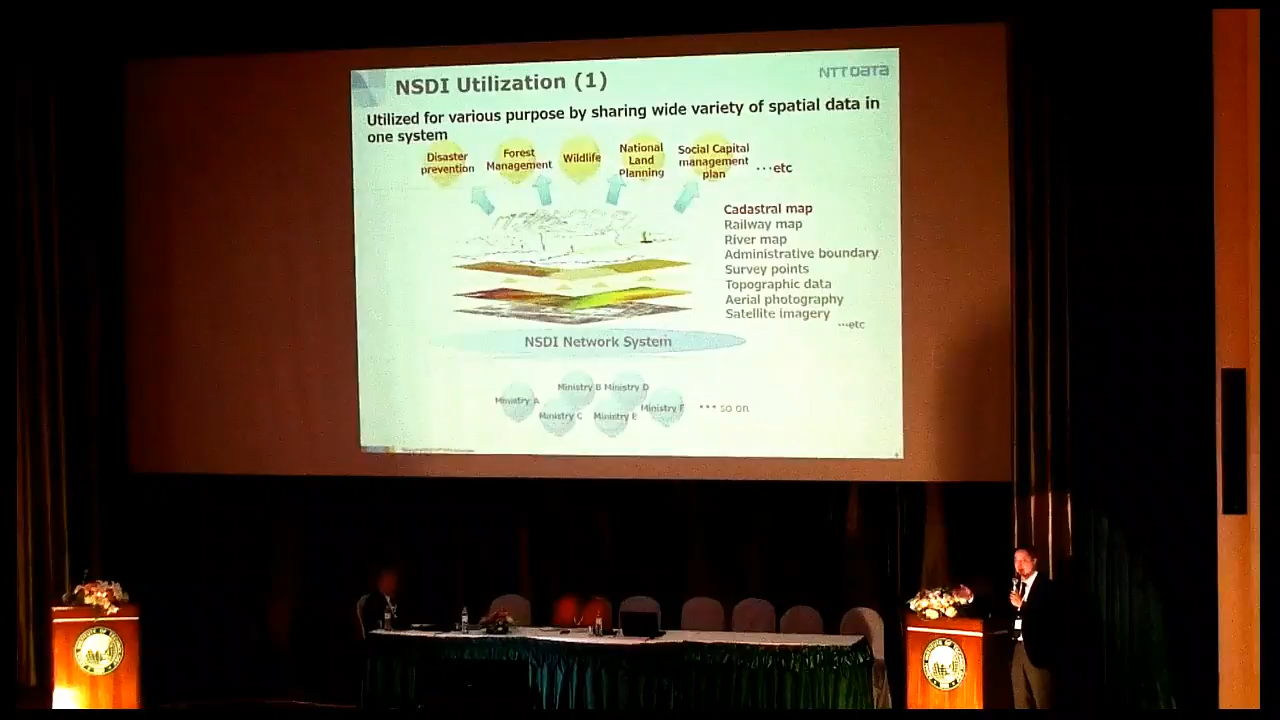 NSDI Utilization (1)
NTT DATA
Utilized for various purpose by sharing wide variety of spatial data in
one system
Disaster
prevention
Forest
Management
Wildlife
National
Land
Planning
Social Capital
management
plan
···etc
Cadastral map
Railway map
River map
Administrative boundary
Survey points
Topographic data
Aerial photography
Satellite imagery
···etc
NSDI Network System
Ministry A
Ministry B
Ministry C
Ministry D
Ministry E
Ministry F
··· so on